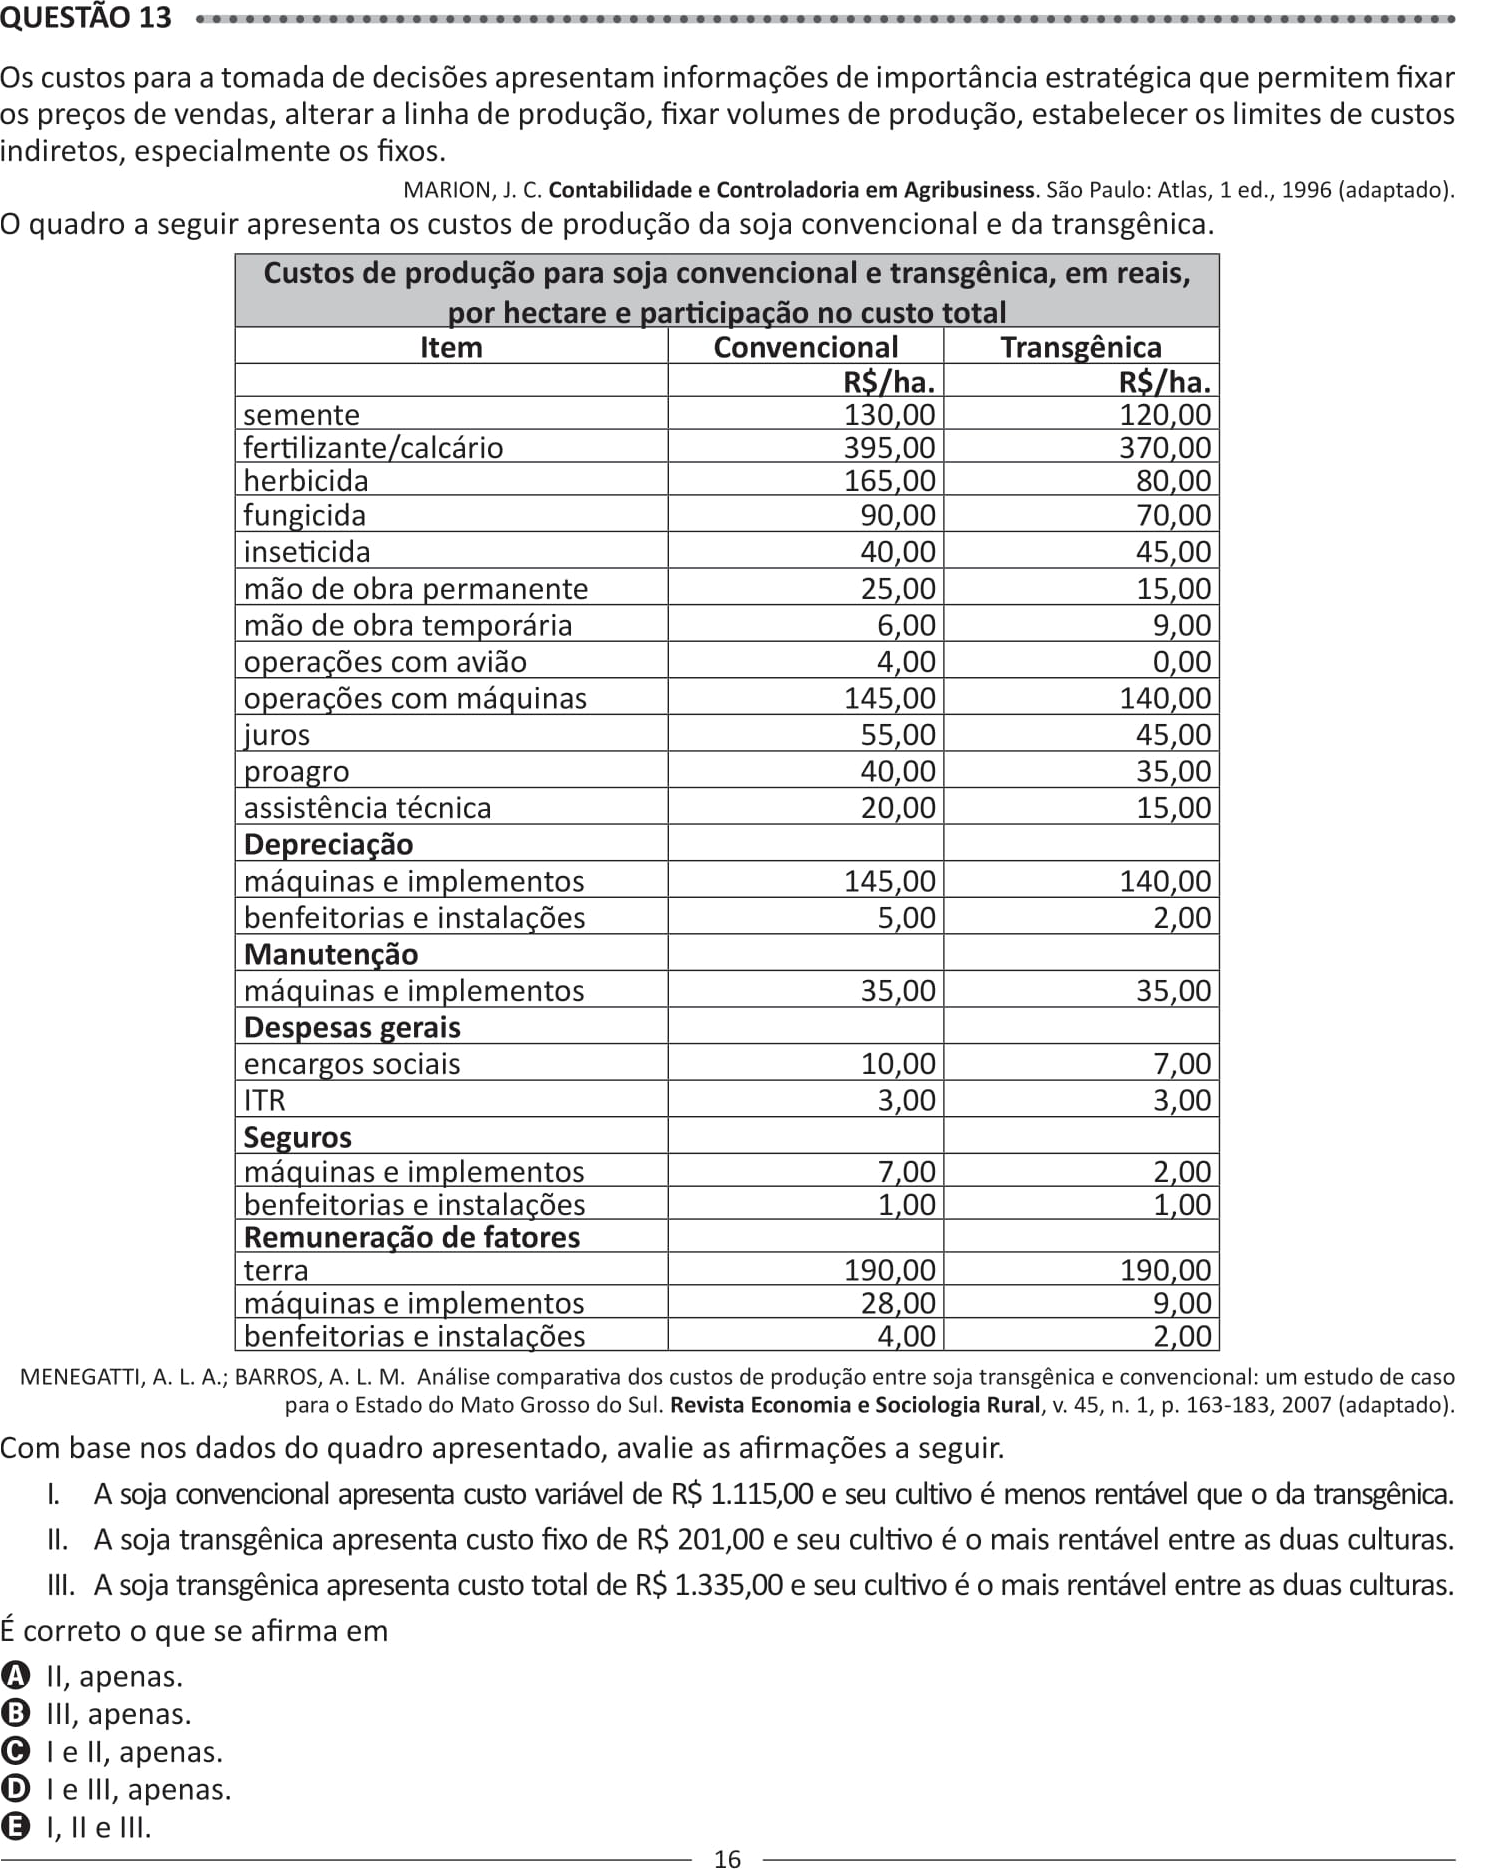 QUESTÃO 13
Os custos para a tomada de decisões apresentam informações de importância estratégica que permitem fixar
os preços de vendas, alterar a linha de produção, fixar volumes de produção, estabelecer os limites de custos
indiretos, especialmente os fixos.
MARION, J. C. Contabilidade e Controladoria em Agribusiness. São Paulo: Atlas, 1 ed., 1996 (adaptado).
O quadro a seguir apresenta os custos de produção da soja convencional e da transgênica.
Custos de produção para soja convencional e transgênica, em reais,
por hectare e participação no custo total
Item Convencional Transgênica
R$/ha. R$/ha.
semente 130,00 120,00
fertilizante/calcário 395,00 370,00
herbicida 165,00 80,00
fungicida 90,00 70,00
inseticida 40,00 45,00
mão de obra permanente 25,00 15,00
mão de obra temporária 6,00 9,00
operações com avião 4,00 0,00
operações com máquinas 145,00 140,00
juros 55,00 45,00
proagro 40,00 35,00
assistência técnica 20,00 15,00
Depreciação
máquinas e implementos 145,00 140,00
benfeitorias e instalações 5,00 2,00
Manutenção
máquinas e implementos 35,00 35,00
Despesas gerais
encargos sociais 10,00 7,00
ITR 3,00 3,00
Seguros
máquinas e implementos 7,00 2,00
benfeitorias e instalações 1,00 1,00
Remuneração de fatores
terra 190,00 190,00
máquinas e implementos 28,00 9,00
benfeitorias e instalações 4,00 2,00
MENEGATTI, A. L. A.; BARROS, A. L. M. Análise comparativa dos custos de produção entre soja transgênica e convencional: um estudo de caso
para o Estado do Mato Grosso do Sul. Revista Economia e Sociologia Rural, v. 45, n. 1, p. 163-183, 2007 (adaptado).
Com base nos dados do quadro apresentado, avalie as afirmações a seguir.
I. A soja convencional apresenta custo variável de R$ 1.115,00 e seu cultivo é menos rentável que o da transgênica.
II. A soja transgênica apresenta custo fixo de R$ 201,00 e seu cultivo é o mais rentável entre as duas culturas.
III. A soja transgênica apresenta custo total de R$ 1.335,00 e seu cultivo é o mais rentável entre as duas culturas.
É correto o que se afirma em
A II, apenas.
B III, apenas.
C I e II, apenas.
D I e III, apenas.
E I, II e III.
16